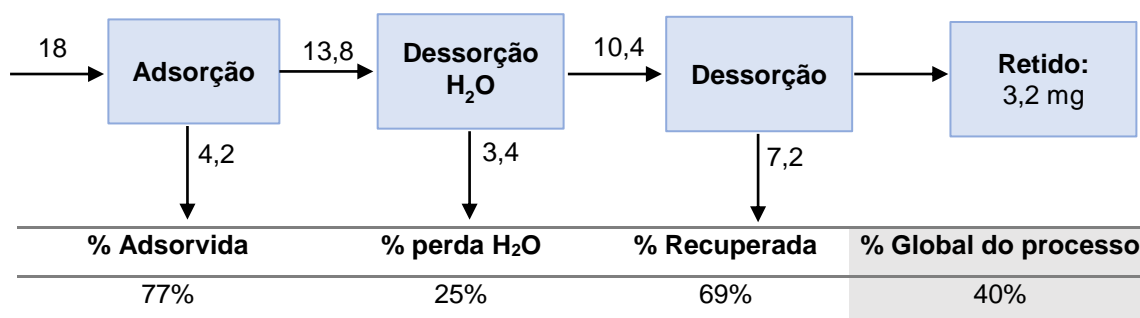 18
Adsorção
13,8
Dessorção
H2O
10,4
Dessorção
Retido:
3,2 mg
4,2
3,4
7,2
% Adsorvida
% perda H2O
% Recuperada
% Global do processo
77%
25%
69%
40%